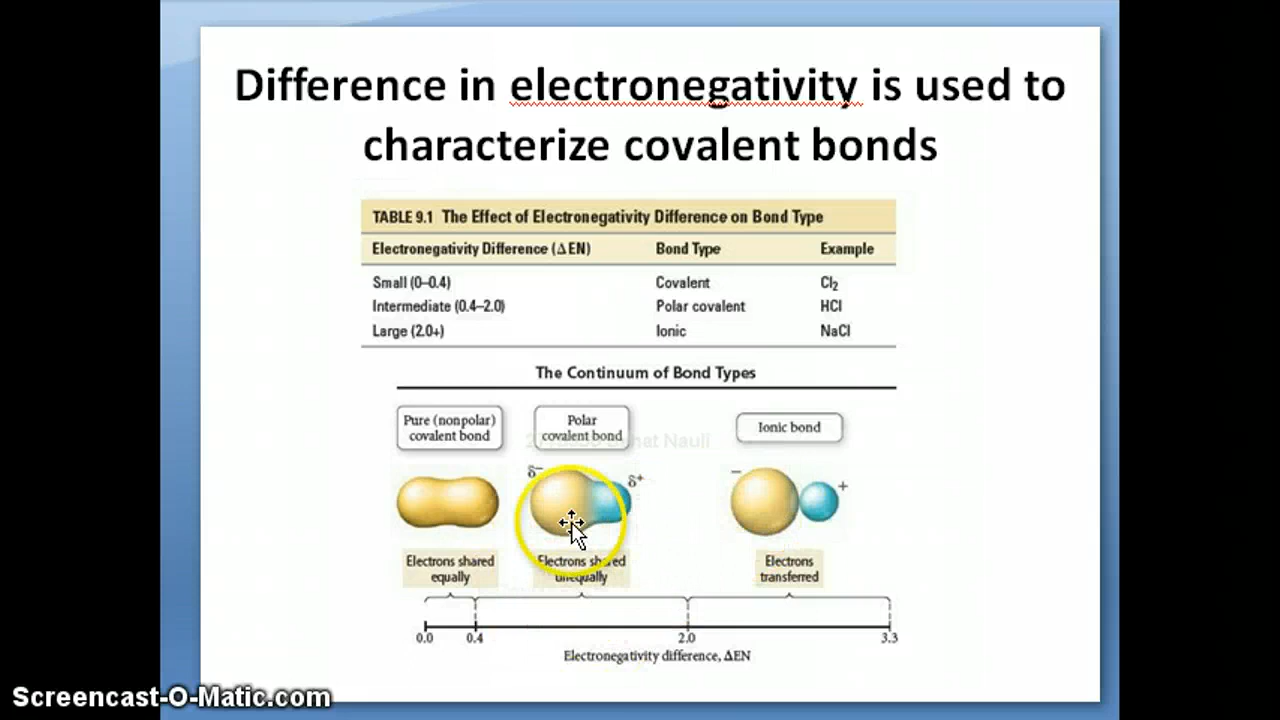 Difference in electronegativity is used to
characterize covalent bonds
TABLE 9.1 The Effect of Electronegativity Difference on Bond Type
Electronegativity Difference (ΔEN) Bond Type Example
Small (0–0.4) Covalent Cl₂
Intermediate (0.4–2.0) Polar covalent HCl
Large (2.0+) Ionic NaCl
The Continuum of Bond Types
Pure (nonpolar)
covalent bond
Polar
covalent bond
Ionic bond
δ− δ+
− +
Electrons shared
equally
Electrons shared
unequally
Electrons
transferred
0.0 0.4 2.0 3.3
Electronegativity difference, ΔEN
Screencast-O-Matic.com